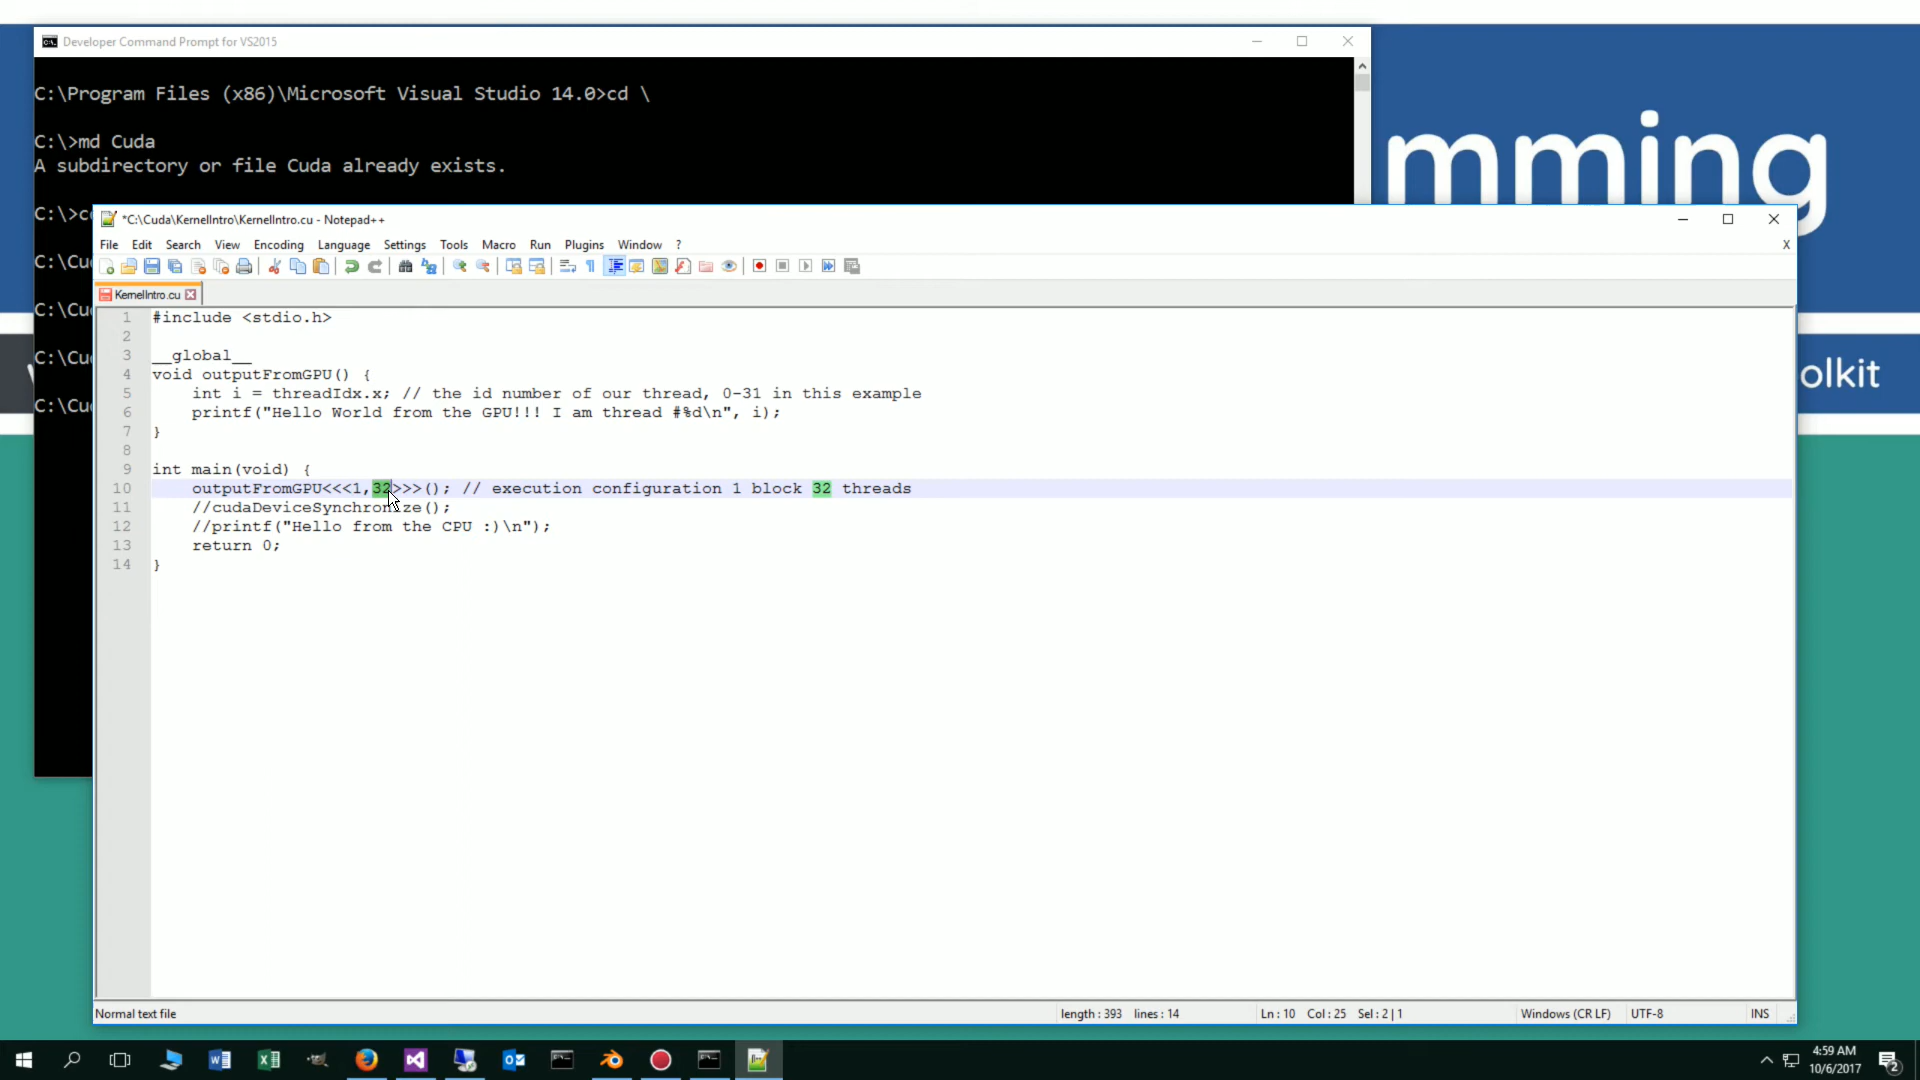 Developer Command Prompt for VS2015
C:\Program Files (x86)\Microsoft Visual Studio 14.0>cd \
C:\>md Cuda
A subdirectory or file Cuda already exists.
mming
C:\>c
C:\Cu
C:\Cu
C:\Cu
C:\Cu
olkit
*C:\Cuda\KernelIntro\KernelIntro.cu - Notepad++
File Edit Search View Encoding Language Settings Tools Macro Run Plugins Window ? X
KernelIntro.cu
1 #include <stdio.h>
2
3 __global__
4 void outputFromGPU() {
5 int i = threadIdx.x; // the id number of our thread, 0-31 in this example
6 printf("Hello World from the GPU!!! I am thread #%d\n", i);
7 }
8
9 int main(void) {
10 outputFromGPU<<<1,32>>>(); // execution configuration 1 block 32 threads
11 //cudaDeviceSynchronize();
12 //printf("Hello from the CPU :)\n");
13 return 0;
14 }
Normal text file length : 393 lines : 14 Ln : 10 Col : 25 Sel : 2 | 1 Windows (CR LF) UTF-8 INS
4:59 AM
10/6/2017
2